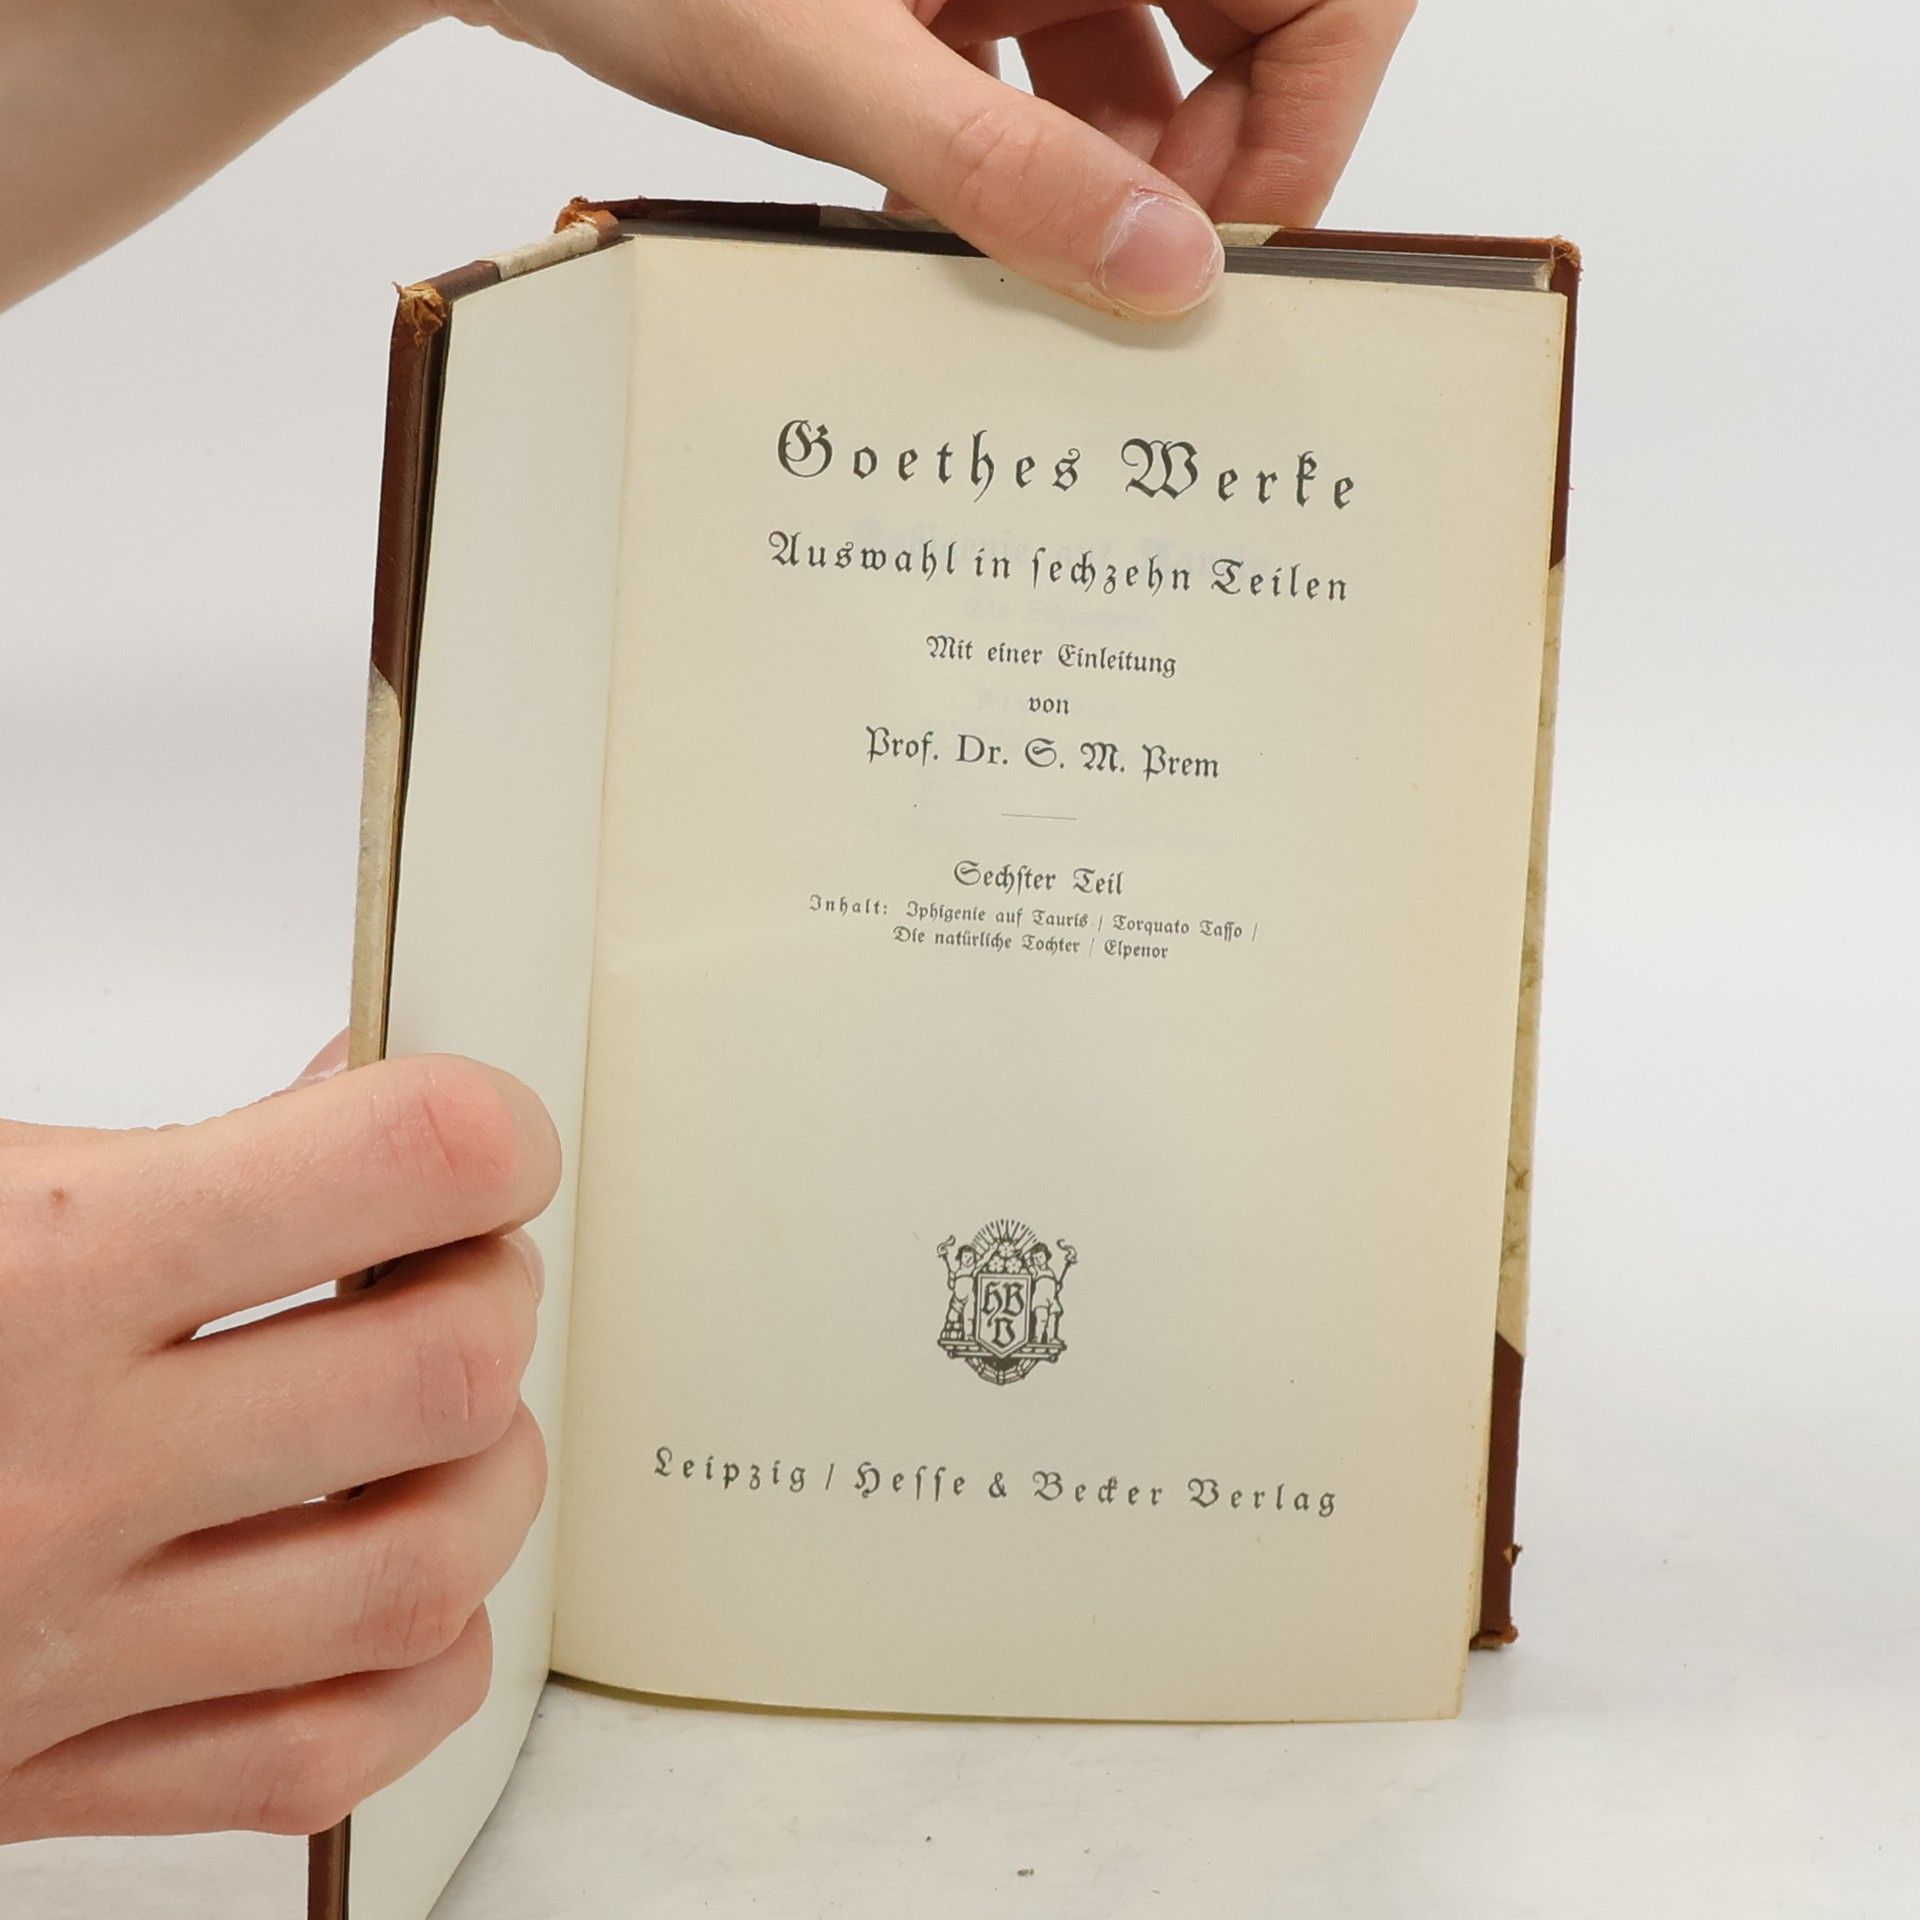 Goethes Werke
Auswahl in ſechzehn Teilen
Mit einer Einleitung
von
Prof. Dr. S. M. Prem
Sechſter Teil
Inhalt: Iphigenie auf Tauris / Torquato Taſſo /
Die natürliche Tochter / Elpenor
HB
V
Leipzig / Heſſe & Becker Verlag